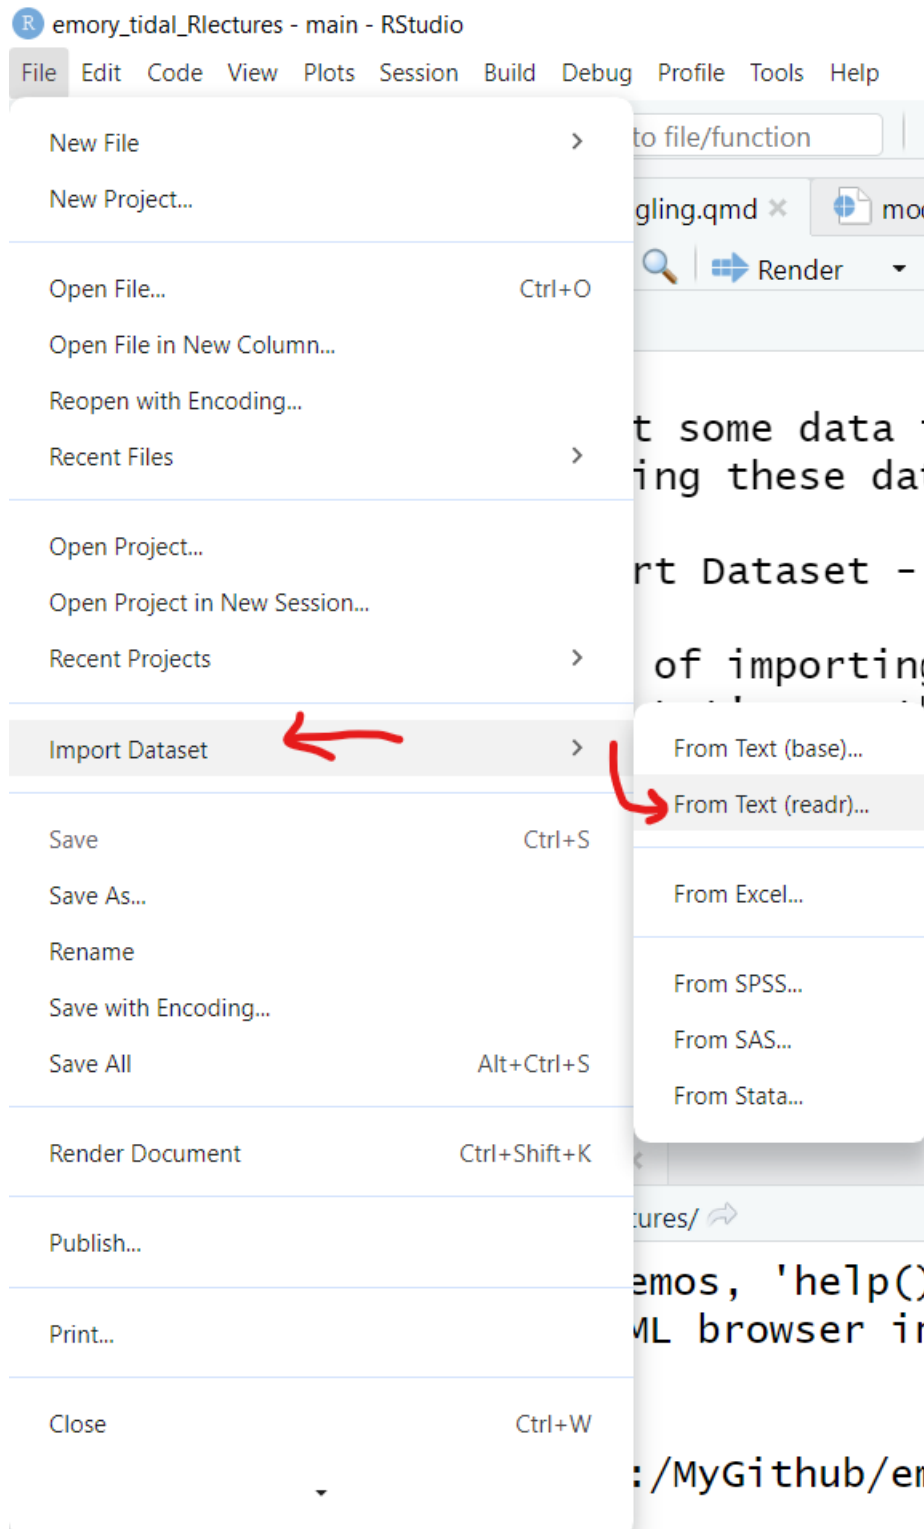 R emory_tidal_Rlectures - main - RStudio
File Edit Code View Plots Session Build Debug Profile Tools Help
New File
to file/function
New Project...
gling.qmd
Render
Open File... Ctrl+O
Open File in New Column...
Reopen with Encoding...
t some data
Recent Files
ing these da
Open Project...
rt Dataset -
Open Project in New Session...
Recent Projects
of importing
Import Dataset
From Text (base)...
From Text (readr)...
Save Ctrl+S
Save As...
From Excel...
Rename
From SPSS...
Save with Encoding...
From SAS...
Save All Alt+Ctrl+S
From Stata...
Render Document Ctrl+Shift+K
tures/
Publish...
emos, 'help()
Print...
ML browser in
Close Ctrl+W
:/MyGithub/em